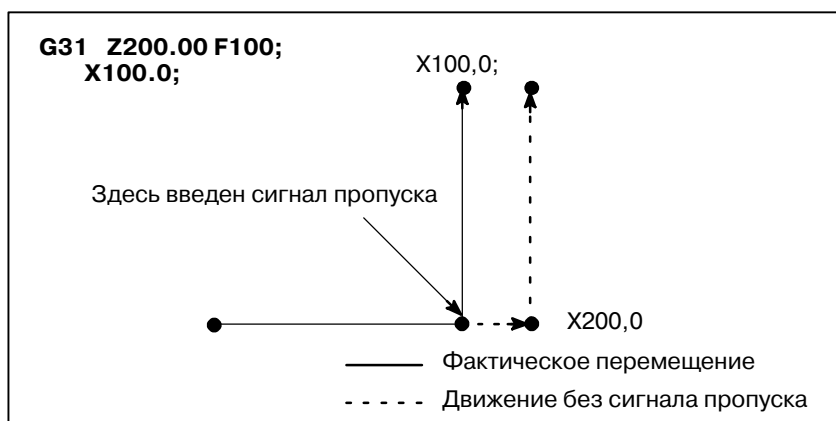 G31 Z200.00 F100;
X100.0;
X100,0;
Здесь введен сигнал пропуска
X200,0
Фактическое перемещение
Движение без сигнала пропуска